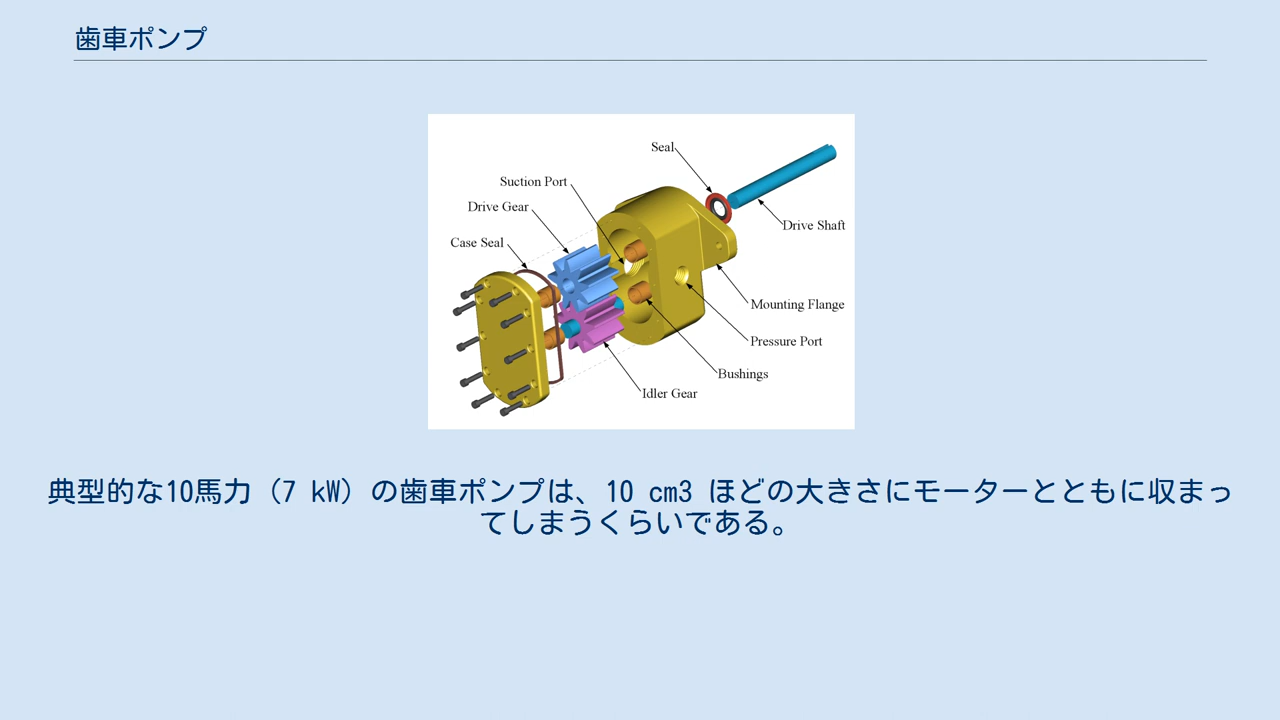 歯車ポンプ
Seal
Suction Port
Drive Gear
Drive Shaft
Case Seal
Mounting Flange
Pressure Port
Bushings
Idler Gear
典型的な10馬力 (7 kW) の歯車ポンプは、10 cm3 ほどの大きさにモーターとともに収まっ
てしまうくらいである。